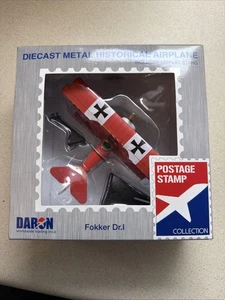 DIECAST METAL HISTORICAL AIRPLANE
DARON
Fokker Dr.I
POSTAGE
STAMP
COLLECTION